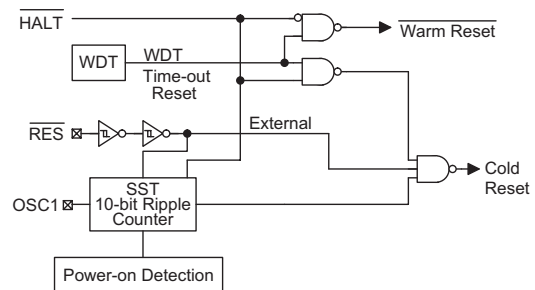 HALT
Warm Reset
WDT
WDT
Time-out
Reset
RES
External
Cold
Reset
OSC1
SST
10-bit Ripple
Counter
Power-on Detection